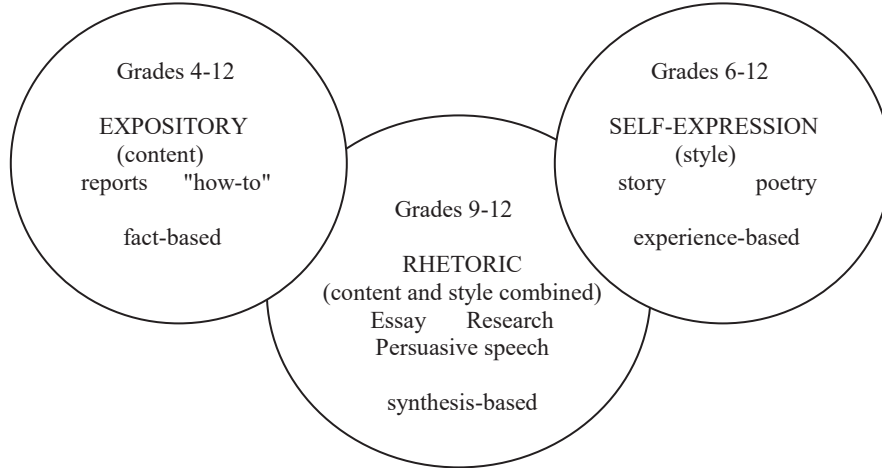 Grades 4-12
EXPOSITORY
(content)
reports "how-to"
fact-based
Grades 9-12
RHETORIC
(content and style combined)
Essay Research
Persuasive speech
synthesis-based
Grades 6-12
SELF-EXPRESSION
(style)
story poetry
experience-based